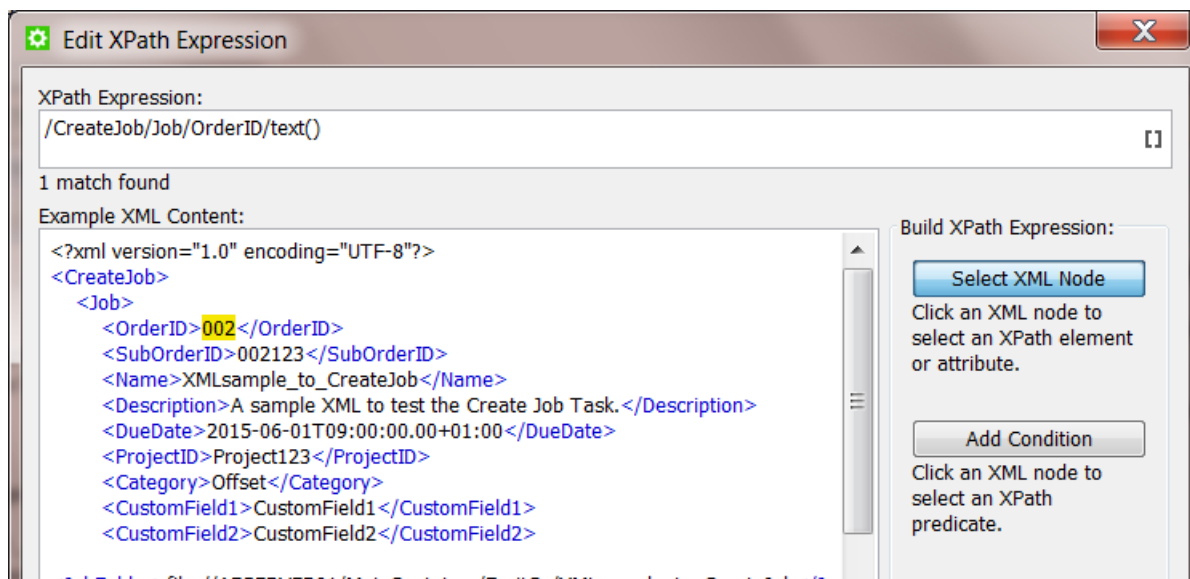 Edit XPath Expression
XPath Expression:
/CreateJob/Job/OrderID/text()
1 match found
Example XML Content:
<?xml version="1.0" encoding="UTF-8"?>
<CreateJob>
<Job>
<OrderID>002</OrderID>
<SubOrderID>002123</SubOrderID>
<Name>XMLsample_to_CreateJob</Name>
<Description>A sample XML to test the Create Job Task.</Description>
<DueDate>2015-06-01T09:00:00.00+01:00</DueDate>
<ProjectID>Project123</ProjectID>
<Category>Offset</Category>
<CustomField1>CustomField1</CustomField1>
<CustomField2>CustomField2</CustomField2>
Build XPath Expression:
Select XML Node
Click an XML node to
select an XPath element
or attribute.
Add Condition
Click an XML node to
select an XPath
predicate.